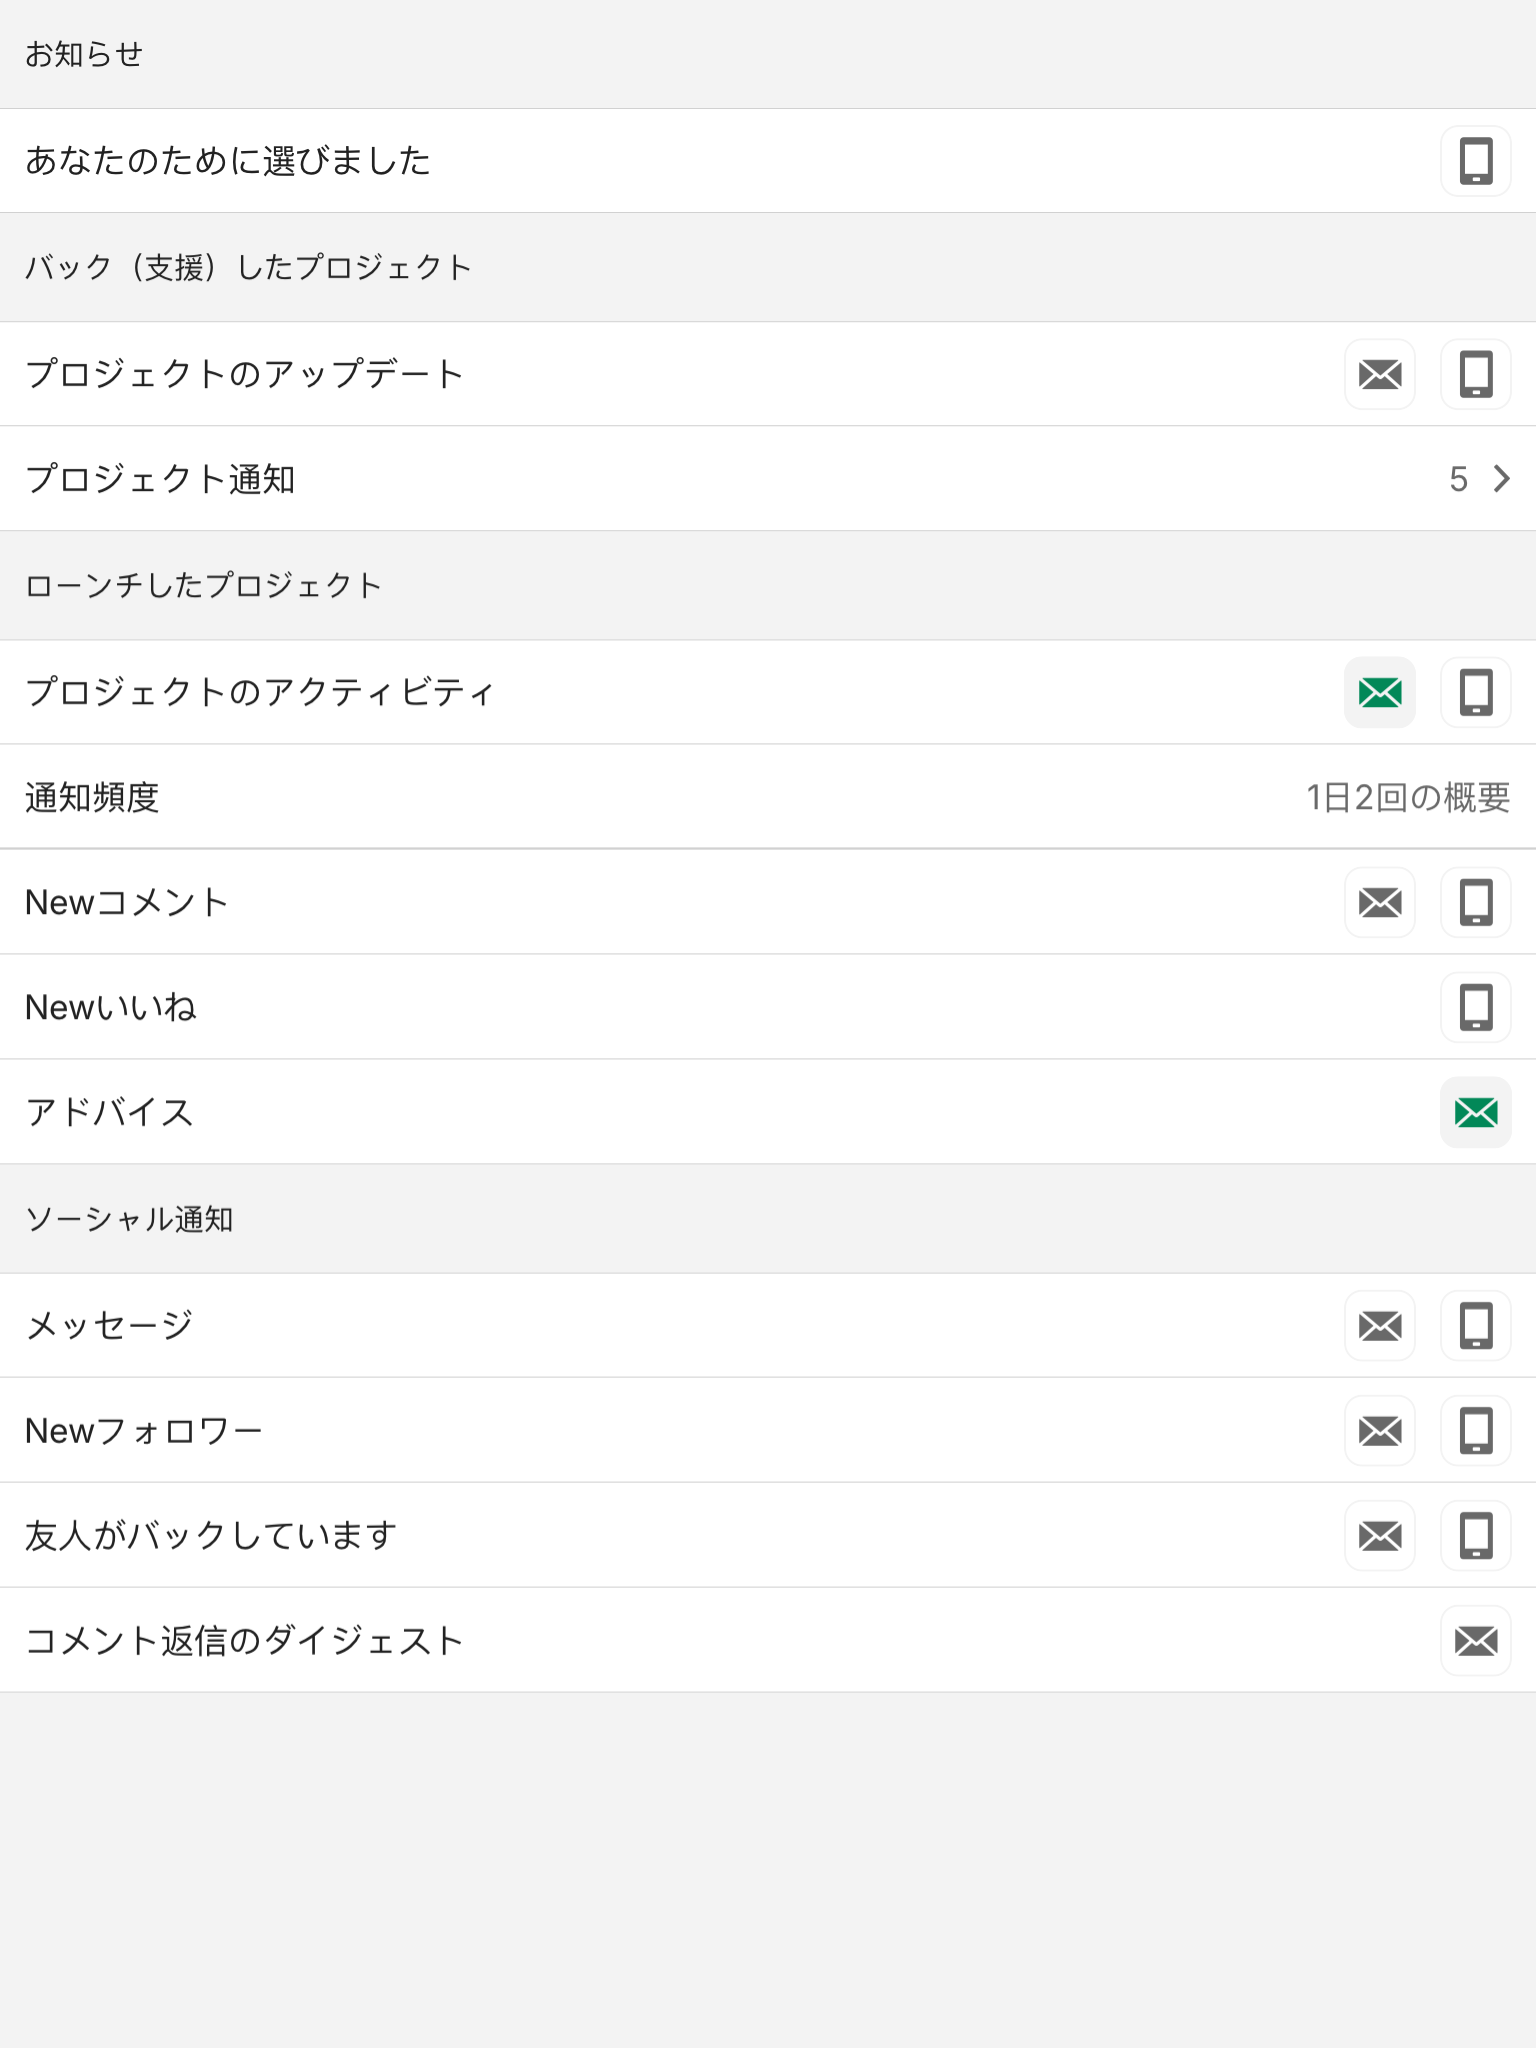 お知らせ
あなたのために選びました
バック（支援）したプロジェクト
プロジェクトのアップデート
プロジェクト通知 5
ローンチしたプロジェクト
プロジェクトのアクティビティ
通知頻度 1日2回の概要
Newコメント
Newいいね
アドバイス
ソーシャル通知
メッセージ
Newフォロワー
友人がバックしています
コメント返信のダイジェスト